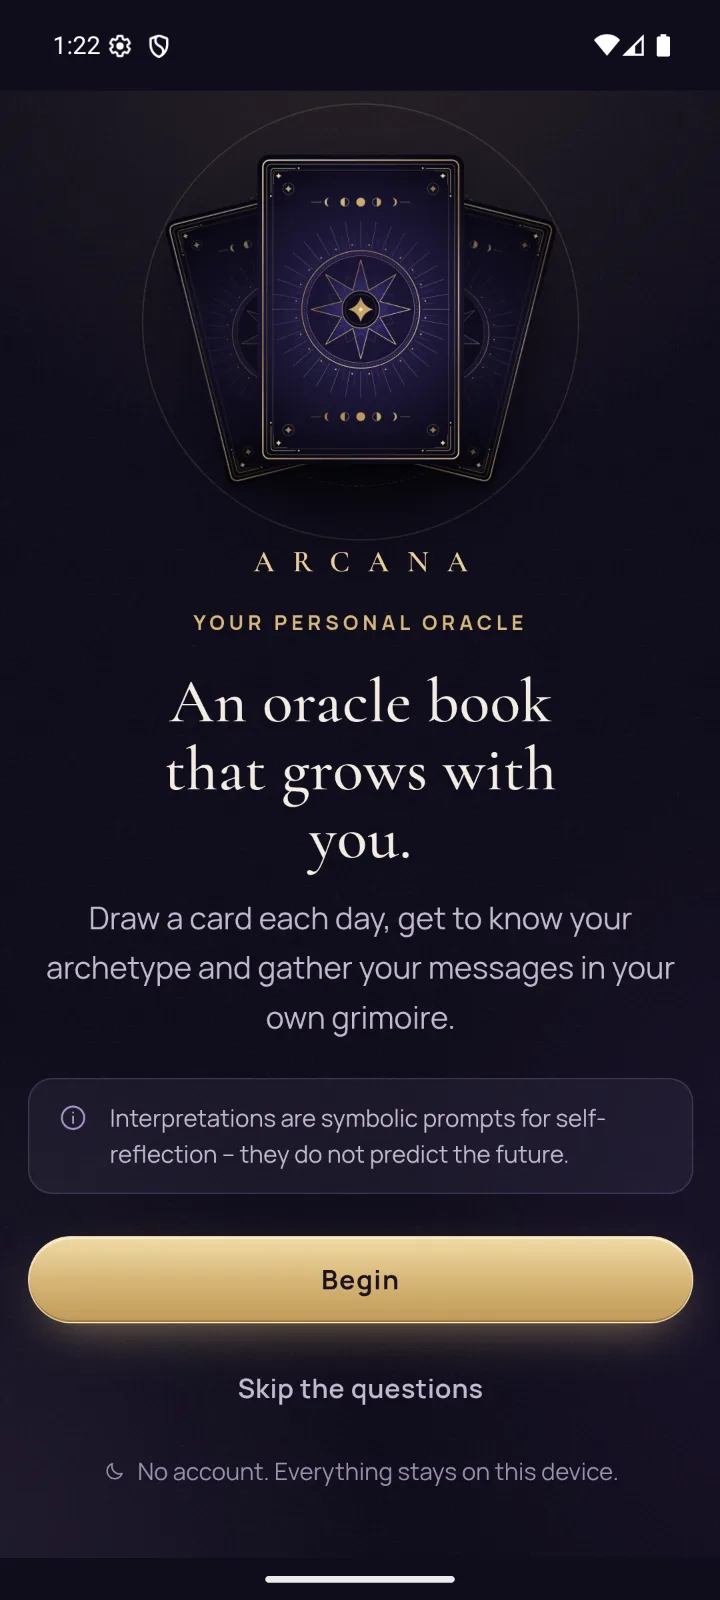 1:22
ARCANA
YOUR PERSONAL ORACLE
An oracle book
that grows with
you.
Draw a card each day, get to know your
archetype and gather your messages in your
own grimoire.
Interpretations are symbolic prompts for self-
reflection – they do not predict the future.
Begin
Skip the questions
No account. Everything stays on this device.